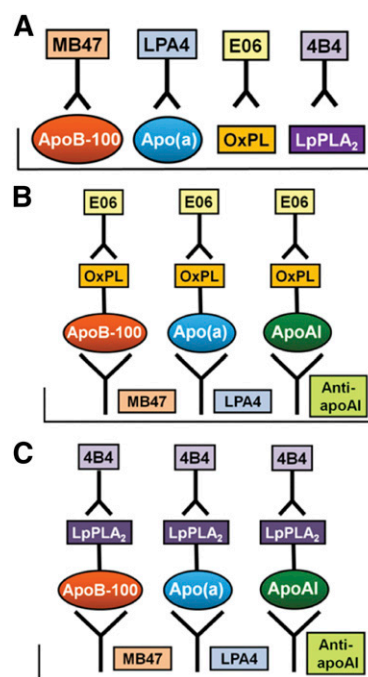 A
MB47 LPA4 E06 4B4
ApoB-100 Apo(a) OxPL LpPLA₂
B
E06 E06 E06
OxPL OxPL OxPL
ApoB-100 Apo(a) ApoAI
MB47 LPA4 Anti-
apoAI
C
4B4 4B4 4B4
LpPLA₂ LpPLA₂ LpPLA₂
ApoB-100 Apo(a) ApoAI
MB47 LPA4 Anti-
apoAI